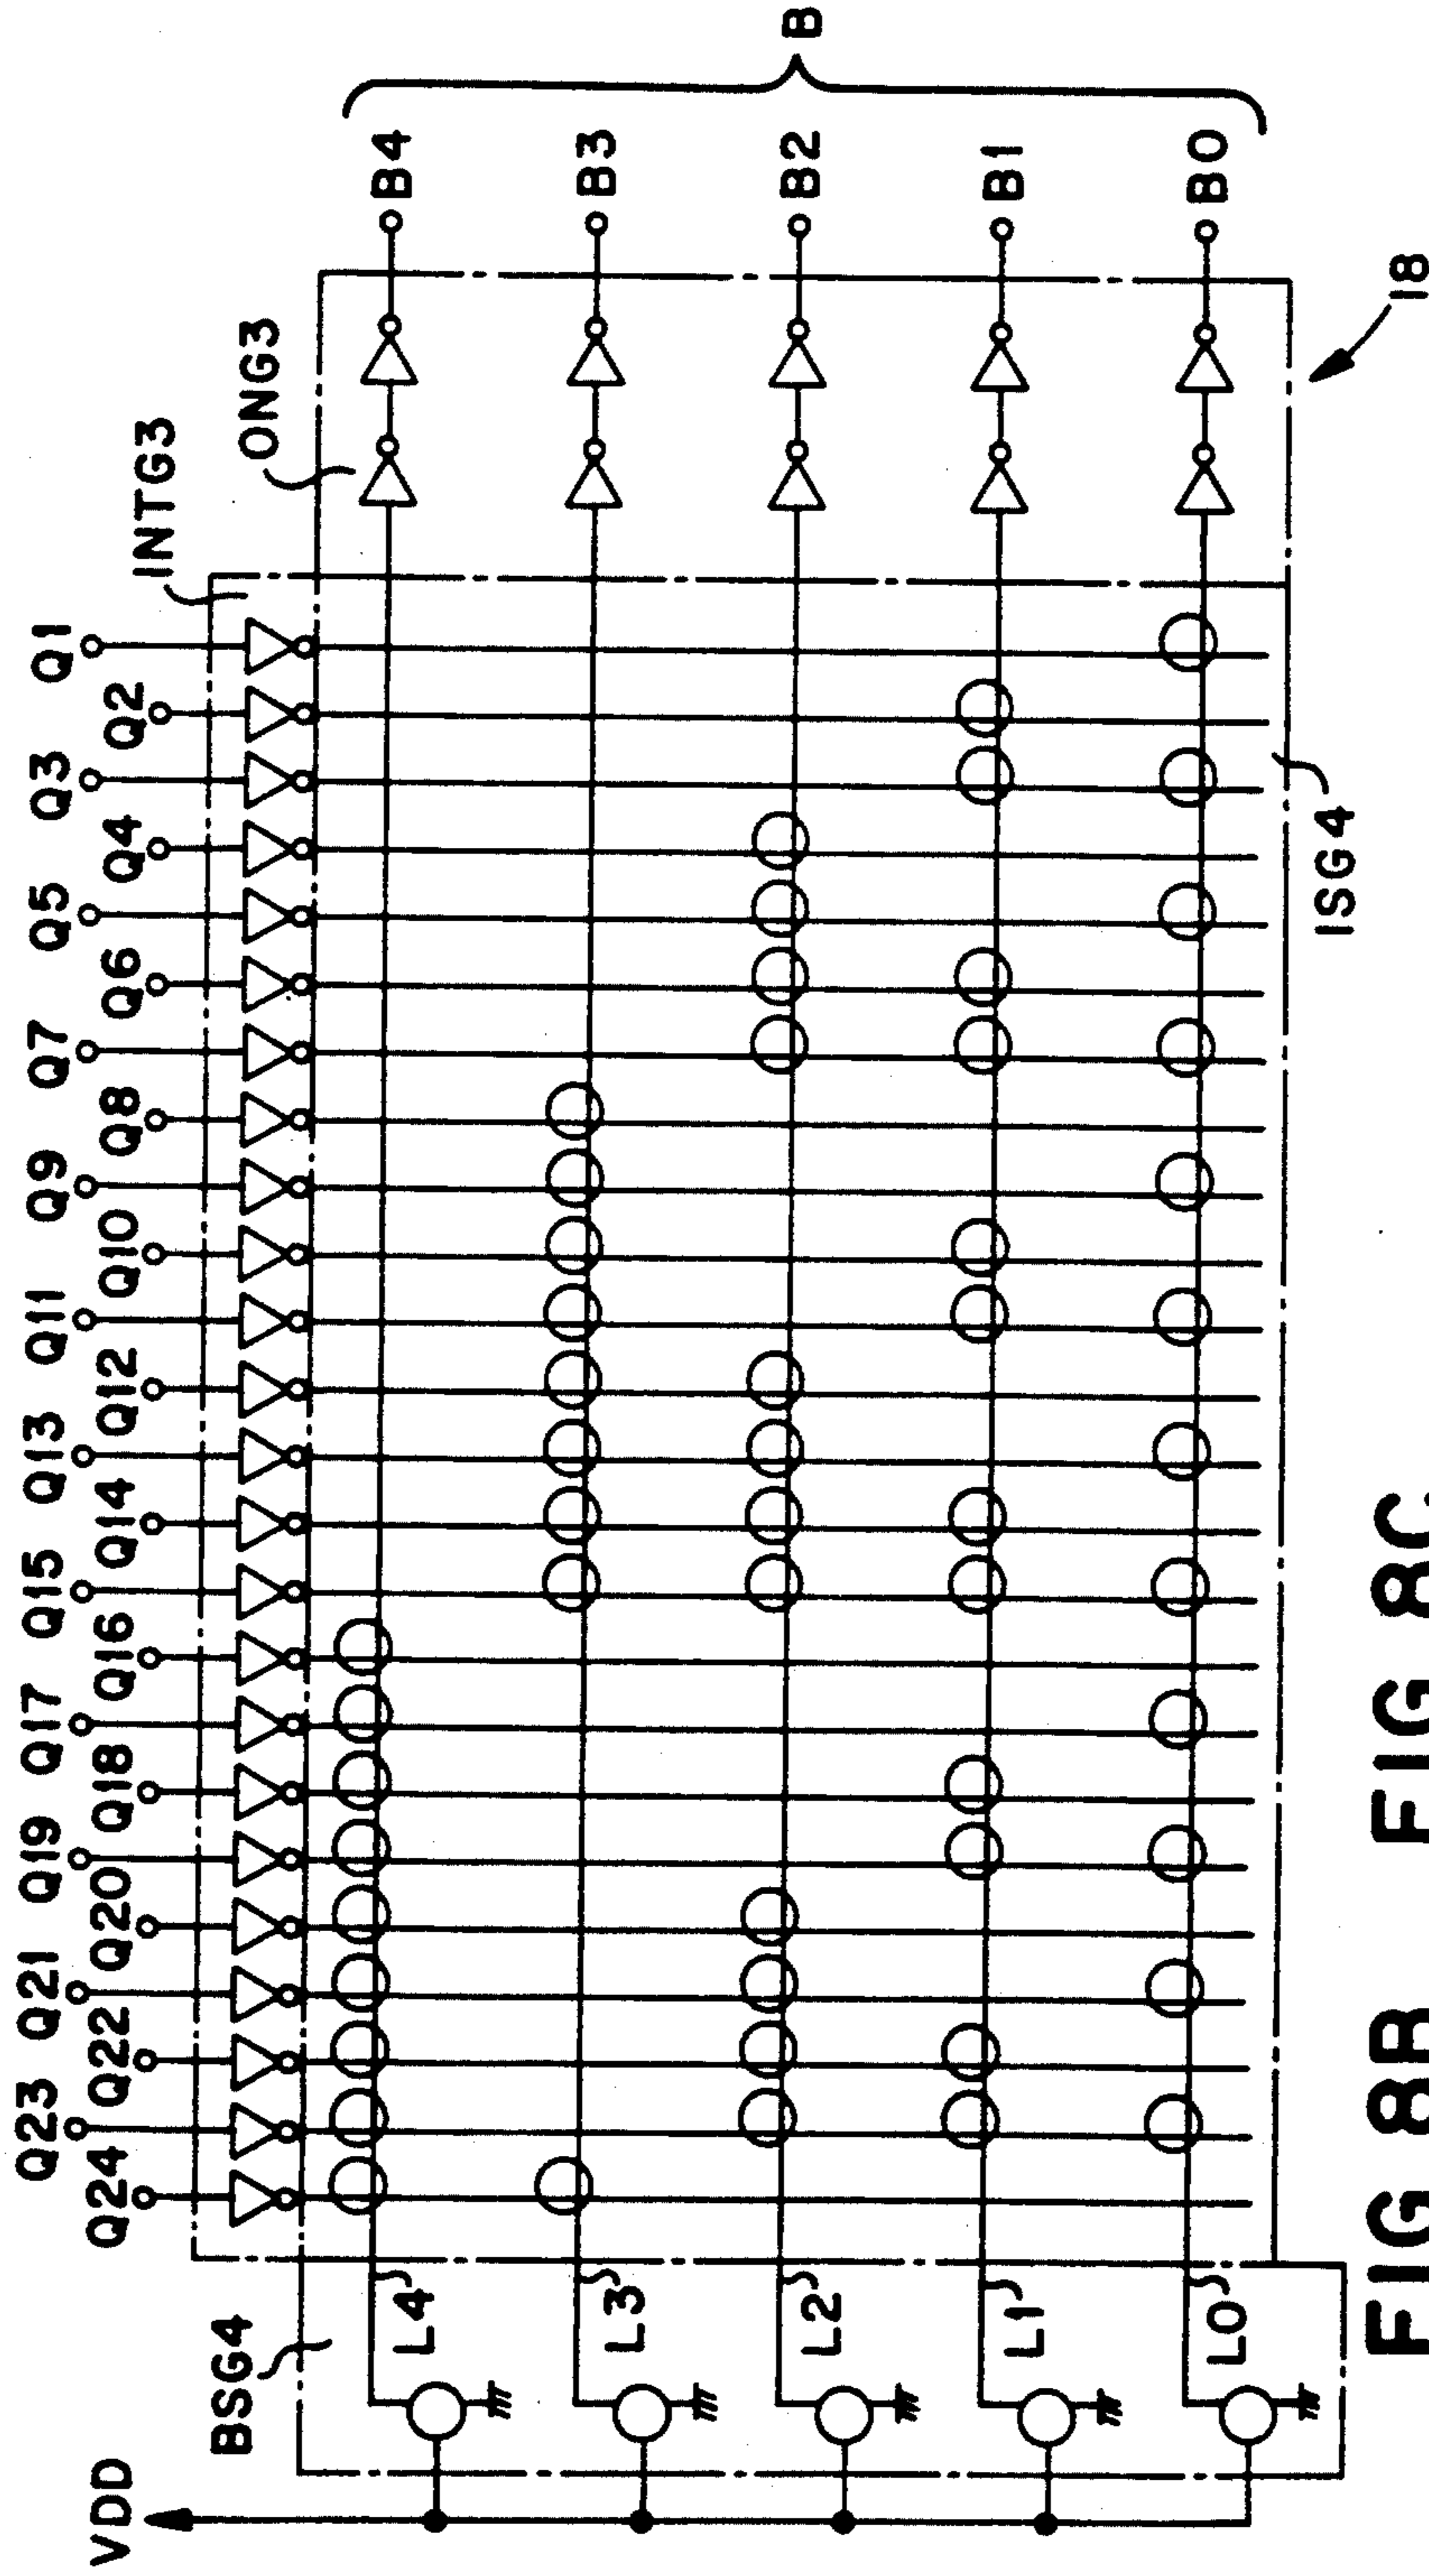 Q1
Q2
Q3
Q4
Q5
Q6
Q7
Q8
Q9
Q10
Q11
Q12
Q13
Q14
Q15
Q16
Q17
Q18
Q19
Q20
Q21
Q22
Q23
Q24
INTG3
ONG3
B4
B3
B2
B1
B0
B
VDD
BSG4
L4
L3
L2
L1
L0
ISG4
18
FIG 8B
FIG 8C